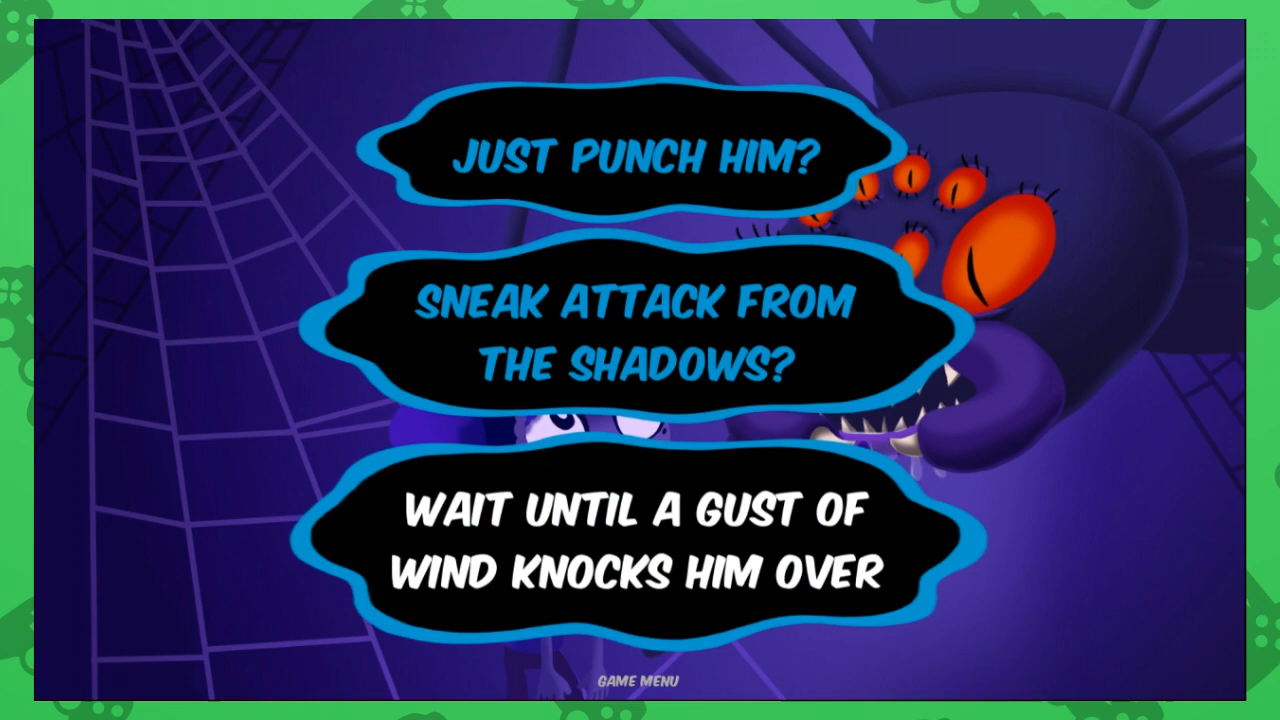 JUST PUNCH HIM?
SNEAK ATTACK FROM
THE SHADOWS?
WAIT UNTIL A GUST OF
WIND KNOCKS HIM OVER
GAME MENU